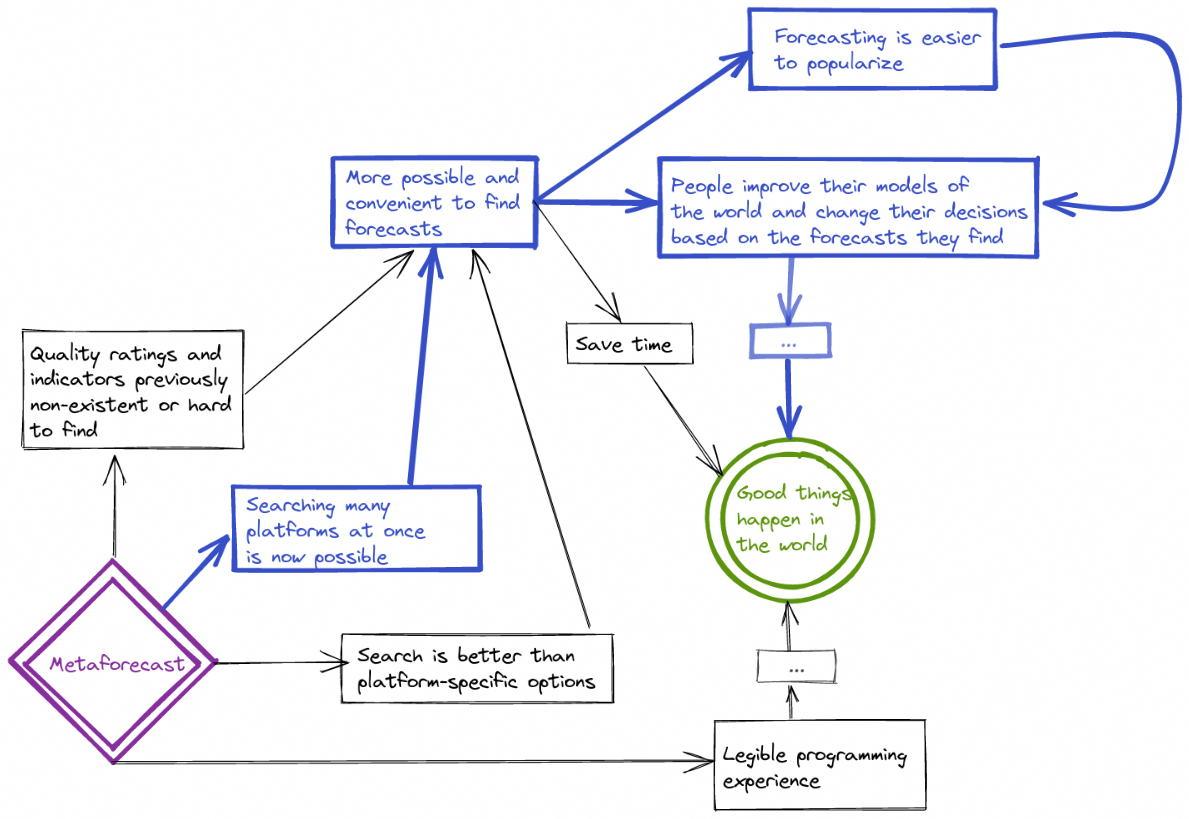 Forecasting is easier
to popularize
More possible and
convenient to find
forecasts
People improve their models of
the world and change their decisions
based on the forecasts they find
Save time
...
Quality ratings and
indicators previously
non-existent or hard
to find
Searching many
platforms at once
is now possible
Good things
happen in
the world
Metaforecast
Search is better than
platform-specific options
...
Legible programming
experience